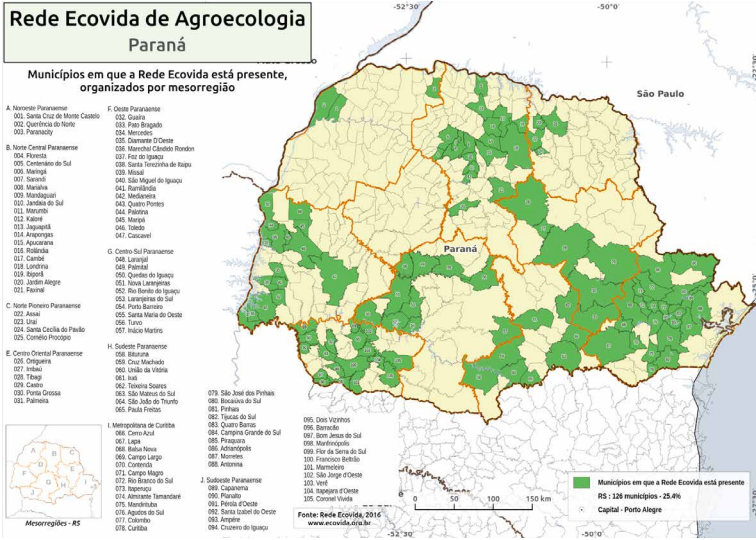 Rede Ecovida de Agroecologia
Paraná
Municípios em que a Rede Ecovida está presente,
organizados por mesorregião
A. Noroeste Paranaense
001. Santa Cruz de Monte Castelo
002. Querência do Norte
003. Paranacity
B. Norte Central Paranaense
004. Floresta
005. Centenário do Sul
006. Maringá
007. Sarandi
008. Marialva
009. Mandaguari
010. Jandaia do Sul
011. Marumbi
012. Kaloré
013. Jaguapitã
014. Arapongas
015. Apucarana
016. Rolândia
017. Cambé
018. Londrina
019. Ibiporã
020. Jardim Alegre
021. Faxinal
C. Norte Pioneiro Paranaense
022. Assaí
023. Uraí
024. Santa Cecília do Pavão
025. Cornélio Procópio
E. Centro Oriental Paranaense
026. Ortigueira
027. Imbaú
028. Tibagi
029. Castro
030. Ponta Grossa
031. Palmeira
F. Oeste Paranaense
032. Guaíra
033. Pato Bragado
034. Mercedes
035. Diamante D'Oeste
036. Marechal Cândido Rondon
037. Foz do Iguaçu
038. Santa Terezinha de Itaipu
039. Missal
040. São Miguel do Iguaçu
041. Ramilândia
042. Medianeira
043. Quatro Pontes
044. Palotina
045. Maripá
046. Toledo
047. Cascavel
G. Centro-Sul Paranaense
048. Laranjal
049. Palmital
050. Quedas do Iguaçu
051. Nova Laranjeiras
052. Rio Bonito do Iguaçu
053. Laranjeiras do Sul
054. Porto Barreiro
055. Santa Maria do Oeste
056. Turvo
057. Inácio Martins
H. Sudeste Paranaense
058. Bituruna
059. Cruz Machado
060. União da Vitória
061. Irati
062. Teixeira Soares
063. São Mateus do Sul
064. São João do Triunfo
065. Paula Freitas
I. Metropolitana de Curitiba
066. Cerro Azul
067. Lapa
068. Balsa Nova
069. Campo Largo
070. Contenda
071. Campo Magro
072. Rio Branco do Sul
073. Itaperuçu
074. Almirante Tamandaré
075. Mandirituba
076. Agudos do Sul
077. Colombo
078. Curitiba
079. São José dos Pinhais
080. Bocaiúva do Sul
081. Pinhais
082. Tijucas do Sul
083. Quatro Barras
084. Campina Grande do Sul
085. Piraquara
086. Adrianópolis
087. Morretes
088. Antonina
J. Sudoeste Paranaense
089. Capanema
090. Planalto
091. Pérola d'Oeste
092. Santa Izabel do Oeste
093. Ampére
094. Cruzeiro do Iguaçu
095. Dois Vizinhos
096. Barracão
097. Bom Jesus do Sul
098. Manfrinópolis
099. Flor da Serra do Sul
100. Francisco Beltrão
101. Marmeleiro
102. São Jorge d'Oeste
103. Verê
104. Itapejara d'Oeste
105. Coronel Vivida
-52°30'
-50°0'
São Paulo
Paraná
A
B
C
D
E
F
G
H
I
J
Mesorregiões - RS
Fonte: Rede Ecovida, 2016
www.ecovida.org.br
0 50 100 150 km
Municípios em que a Rede Ecovida está presente
RS : 126 municípios - 25.4%
Capital - Porto Alegre
-52°30'
-50°0'